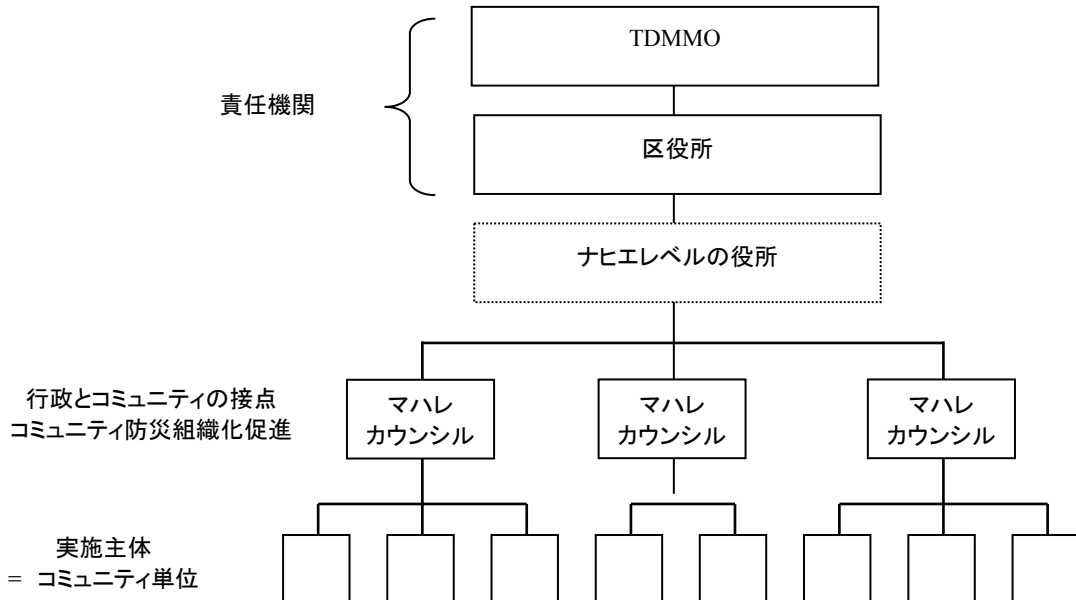 TDMMO
責任機関
区役所
ナヒエレベルの役所
行政とコミュニティの接点
コミュニティ防災組織化促進
マハレ
カウンシル
マハレ
カウンシル
マハレ
カウンシル
実施主体
= コミュニティ単位